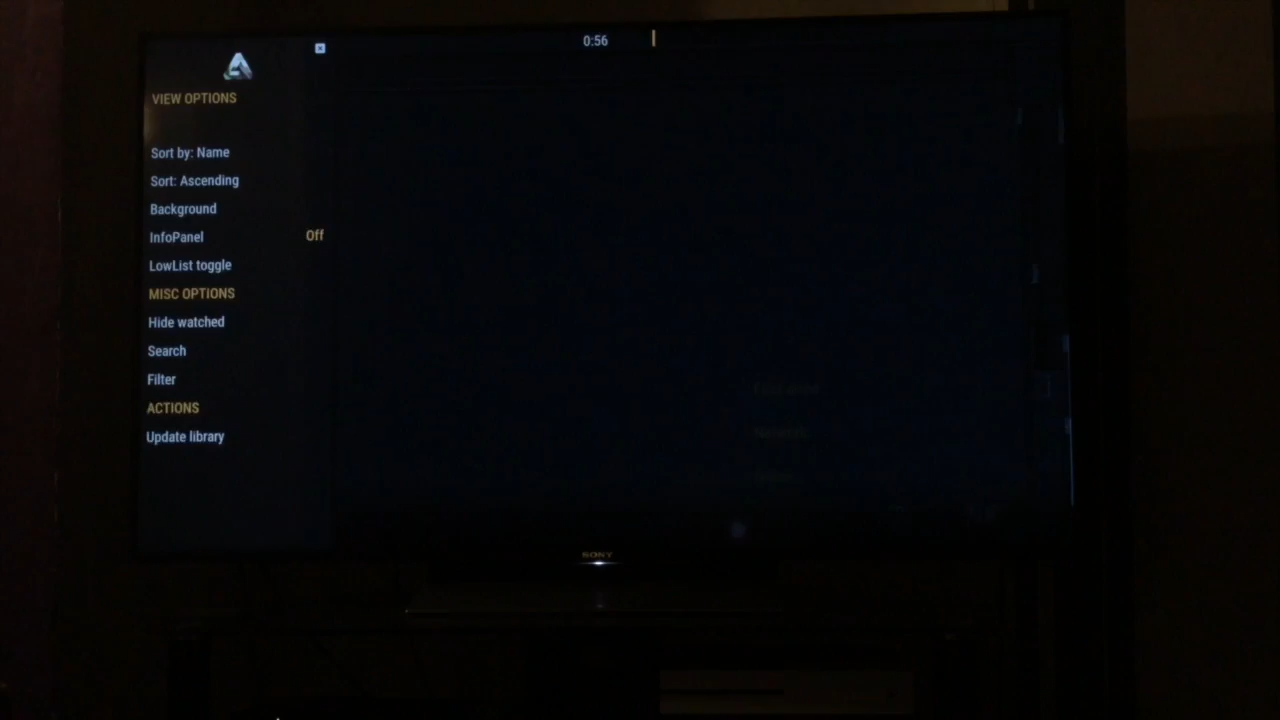 0:56
VIEW OPTIONS
Sort by: Name
Sort: Ascending
Background
InfoPanel Off
LowList toggle
MISC OPTIONS
Hide watched
Search
Filter
ACTIONS
Update library
SONY